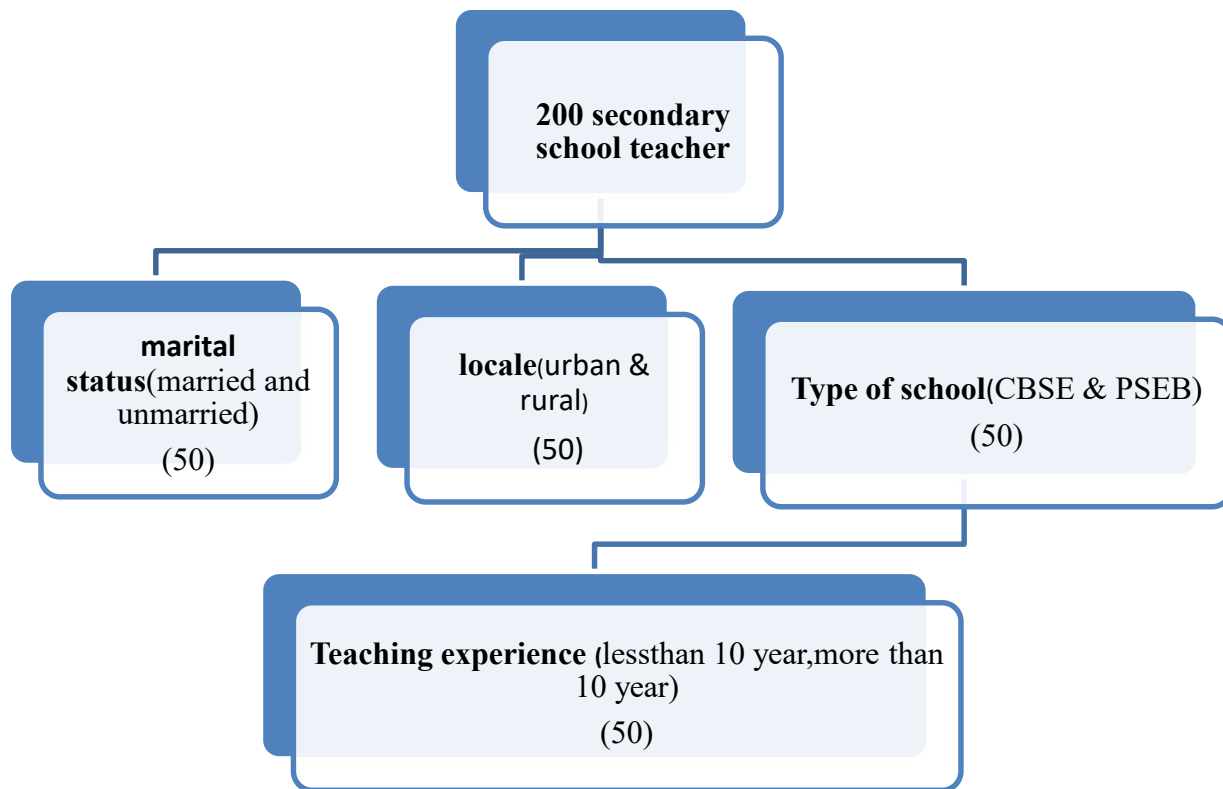 200 secondary
school teacher
marital
status(married and
unmarried)
(50)
locale(urban &
rural)
(50)
Type of school(CBSE & PSEB)
(50)
Teaching experience (lessthan 10 year,more than
10 year)
(50)